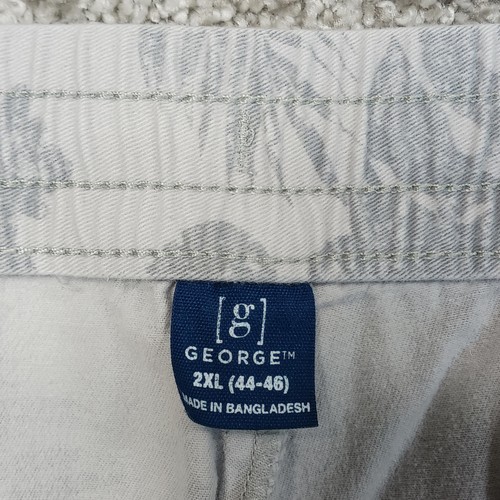 [g]
GEORGE™
2XL (44-46)
MADE IN BANGLADESH